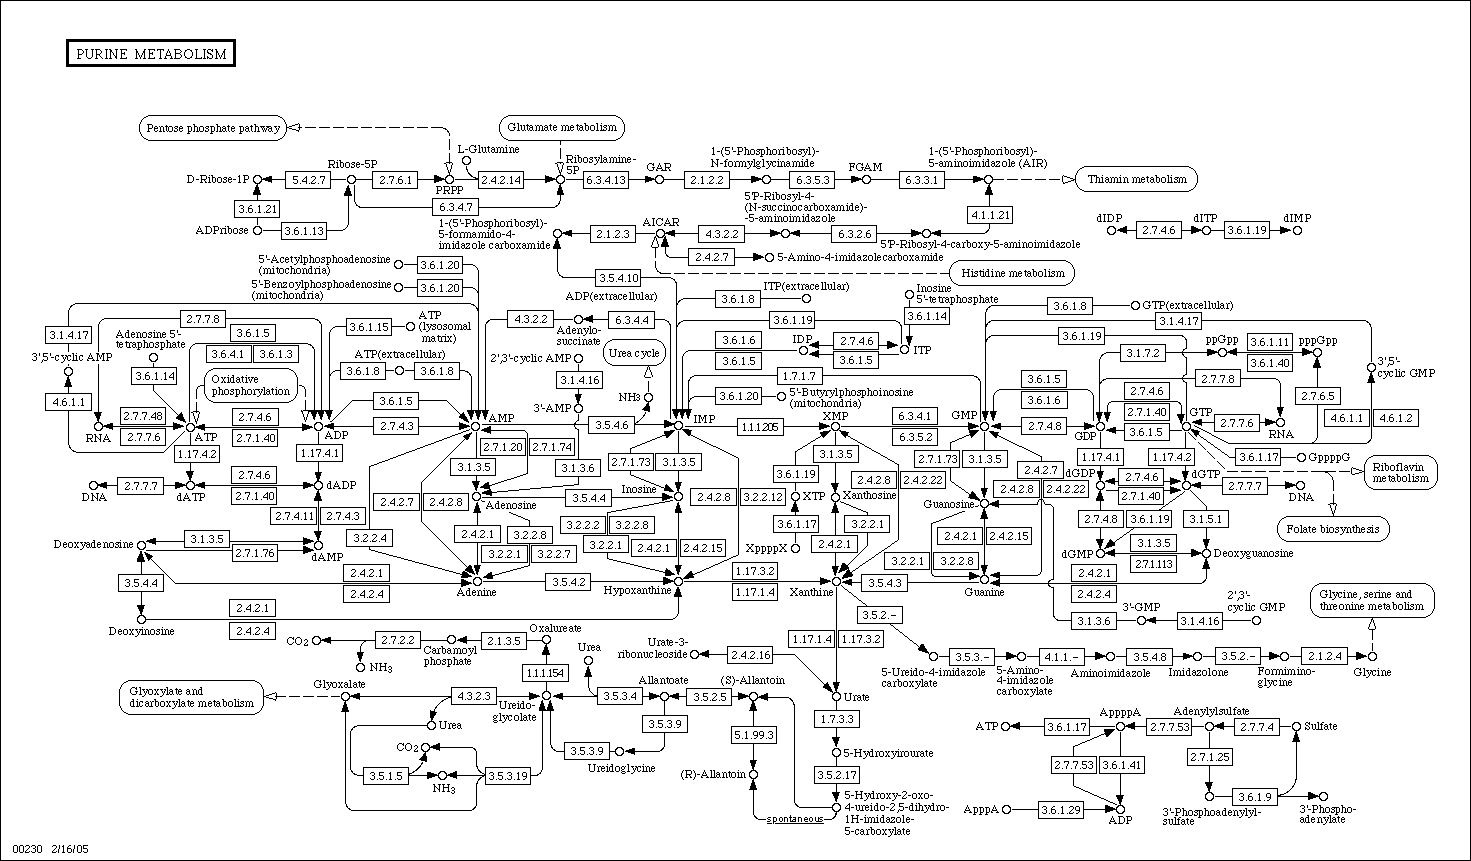 PURINE METABOLISM
Pentose phosphate pathway
Glutamate metabolism
L-Glutamine
Ribosylamine-
5P
GAR
1-(5'-Phosphoribosyl)-
N-formylglycinamide
FGAM
1-(5'-Phosphoribosyl)-
5-aminoimidazole (AIR)
Ribose-5P
D-Ribose-1P
5.4.2.7
2.7.6.1
PRPP
2.4.2.14
6.3.4.13
2.1.2.2
6.3.5.3
6.3.3.1
Thiamin metabolism
6.3.4.7
3.6.1.21
ADPribose
3.6.1.13
1-(5'-Phosphoribosyl)-
5-formamido-4-
imidazole carboxamide
2.1.2.3
AICAR
4.3.2.2
5'P-Ribosyl-4-
(N-succinocarboxamide)-
-5-aminoimidazole
6.3.2.6
4.1.1.21
5'P-Ribosyl-4-carboxy-5-aminoimidazole
2.4.2.7
5-Amino-4-imidazolecarboxamide
Histidine metabolism
dIDP
2.7.4.6
dITP
3.6.1.19
dIMP
5'-Acetylphosphoadenosine
(mitochondria)
3.6.1.20
5'-Benzoylphosphoadenosine
(mitochondria)
3.6.1.20
3.5.4.10
ADP(extracellular)
ITP(extracellular)
3.6.1.8
Inosine
5'-tetraphosphate
3.6.1.14
3.6.1.8
GTP(extracellular)
3.1.4.17
2.7.7.8
3.6.1.5
3.6.4.1
3.6.1.3
Adenosine 5'-
tetraphosphate
3.6.1.14
3',5'-cyclic AMP
4.6.1.1
3.6.1.15
ATP
(lysosomal
matrix)
ATP(extracellular)
3.6.1.8
3.6.1.8
Oxidative
phosphorylation
3.6.1.5
4.3.2.2
6.3.4.4
Adenylo-
succinate
2',3'-cyclic AMP
3.1.4.16
3'-AMP
Urea cycle
NH3
3.5.4.6
3.6.1.19
3.6.1.6
IDP
2.7.4.6
3.6.1.5
3.6.1.5
ITP
1.7.1.7
3.6.1.20
5'-Butyrylphosphoinosine
(mitochondria)
3.6.1.19
3.1.4.17
3.1.7.2
ppGpp
3.6.1.11
3.6.1.40
pppGpp
2.7.7.8
2.7.6.5
3',5'-
cyclic GMP
3.6.1.5
3.6.1.6
2.7.4.6
2.7.1.40
3.6.1.5
4.6.1.1
4.6.1.2
RNA
2.7.7.48
2.7.7.6
ATP
2.7.4.6
2.7.1.40
ADP
2.7.4.3
AMP
IMP
1.1.1.205
XMP
6.3.4.1
6.3.5.2
GMP
2.7.4.8
GDP
GTP
2.7.7.6
RNA
3.6.1.17
GppppG
Riboflavin
metabolism
Folate biosynthesis
1.17.4.2
1.17.4.1
DNA
2.7.7.7
dATP
2.7.4.6
2.7.1.40
dADP
2.7.4.11
2.7.4.3
dAMP
Deoxyadenosine
3.1.3.5
2.7.1.76
3.5.4.4
Deoxyinosine
2.4.2.1
2.4.2.4
2.4.2.1
2.4.2.4
2.7.1.20
2.7.1.74
3.1.3.5
3.1.3.6
2.4.2.7
2.4.2.8
Adenosine
3.5.4.4
3.2.2.4
2.4.2.1
3.2.2.8
3.2.2.1
3.2.2.7
Adenine
3.5.4.2
2.7.1.73
3.1.3.5
Inosine
2.4.2.8
3.2.2.12
3.2.2.2
3.2.2.8
3.2.2.1
2.4.2.1
2.4.2.15
Hypoxanthine
1.17.3.2
1.17.1.4
3.1.3.5
3.6.1.19
XTP
Xanthosine
3.6.1.17
XppppX
2.4.2.8
2.4.2.22
3.2.2.1
2.4.2.1
Xanthine
3.5.4.3
2.7.1.73
3.1.3.5
2.4.2.7
2.4.2.8
2.4.2.22
Guanosine
2.4.2.1
2.4.2.15
3.2.2.1
3.2.2.8
Guanine
1.17.4.1
1.17.4.2
dGDP
2.7.4.6
2.7.1.40
dGTP
2.7.7.7
DNA
2.7.4.8
3.6.1.19
3.1.5.1
dGMP
3.1.3.5
2.7.1.113
Deoxyguanosine
2.4.2.1
2.4.2.4
3.1.3.6
3'-GMP
3.1.4.16
2',3'-
cyclic GMP
Glycine, serine and
threonine metabolism
3.5.2.-
5-Ureido-4-imidazole
carboxylate
3.5.3.-
5-Amino-
4-imidazole
carboxylate
4.1.1.-
Aminoimidazole
3.5.4.8
Imidazolone
3.5.2.-
Formimino-
glycine
2.1.2.4
Glycine
CO2
2.7.2.2
Carbamoyl
phosphate
2.1.3.5
Oxalureate
NH3
1.1.1.154
Urea
Urate-3-
ribonucleoside
2.4.2.16
1.17.1.4
1.17.3.2
Urate
Glyoxylate and
dicarboxylate metabolism
Glyoxalate
4.3.2.3
Ureido-
glycolate
3.5.3.4
Allantoate
3.5.2.5
(S)-Allantoin
Urea
3.5.3.9
3.5.3.9
Ureidoglycine
5.1.99.3
(R)-Allantoin
1.7.3.3
5-Hydroxirourate
3.5.2.17
5-Hydroxy-2-oxo-
4-ureido-2,5-dihydro-
1H-imidazole-
5-carboxylate
spontaneous
CO2
3.5.1.5
NH3
3.5.3.19
ATP
3.6.1.17
AppppA
2.7.7.53
Adenylylsulfate
2.7.7.4
Sulfate
2.7.7.53
3.6.1.41
2.7.1.25
ApppA
3.6.1.29
ADP
3'-Phosphoadenylyl-
sulfate
3.6.1.9
3'-Phospho-
adenylate
00230 2/16/05